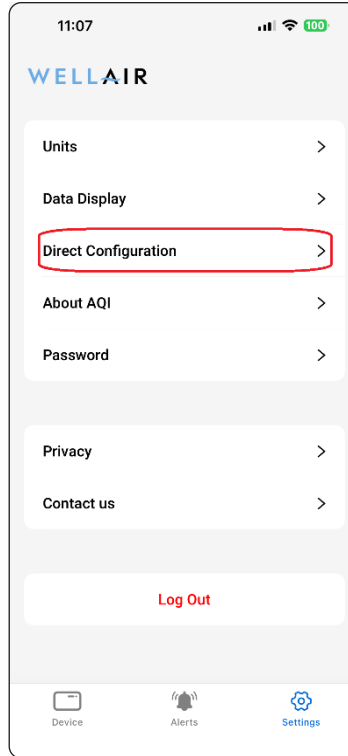 11:07
100
WELLAIR
Units
Data Display
Direct Configuration
About AQI
Password
Privacy
Contact us
Log Out
Device
Alerts
Settings